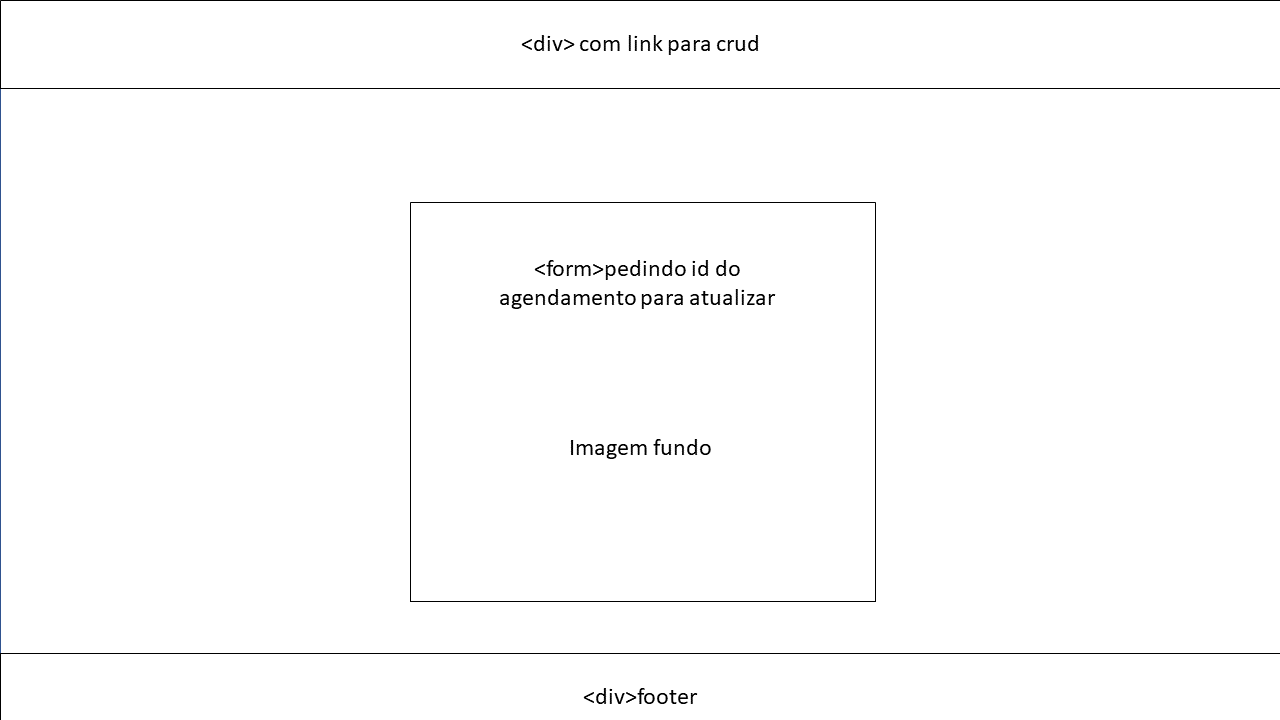 <div> com link para crud
<form>pedindo id do
agendamento para atualizar
Imagem fundo
<div>footer